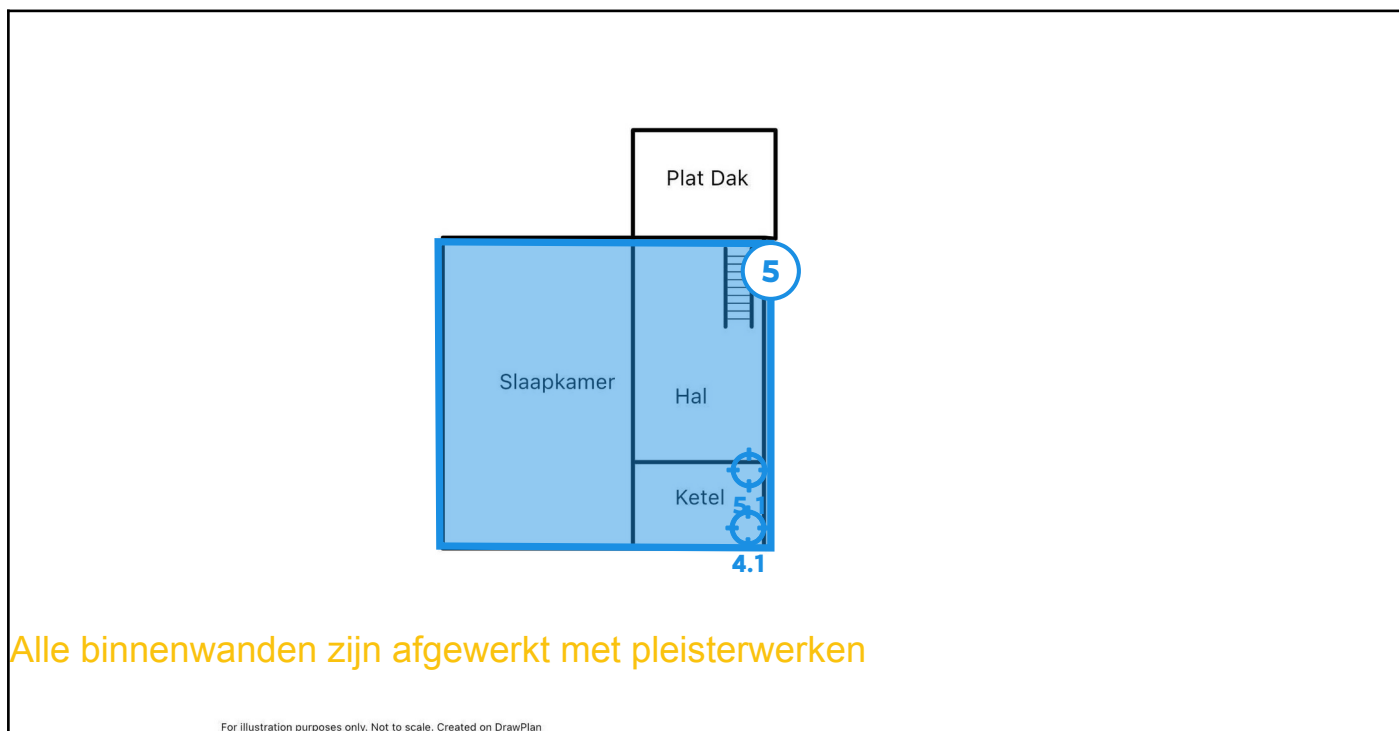 Plat Dak
5
Slaapkamer
Hal
Ketel
5.1
4.1
Alle binnenwanden zijn afgewerkt met pleisterwerken
For illustration purposes only. Not to scale. Created on DrawPlan